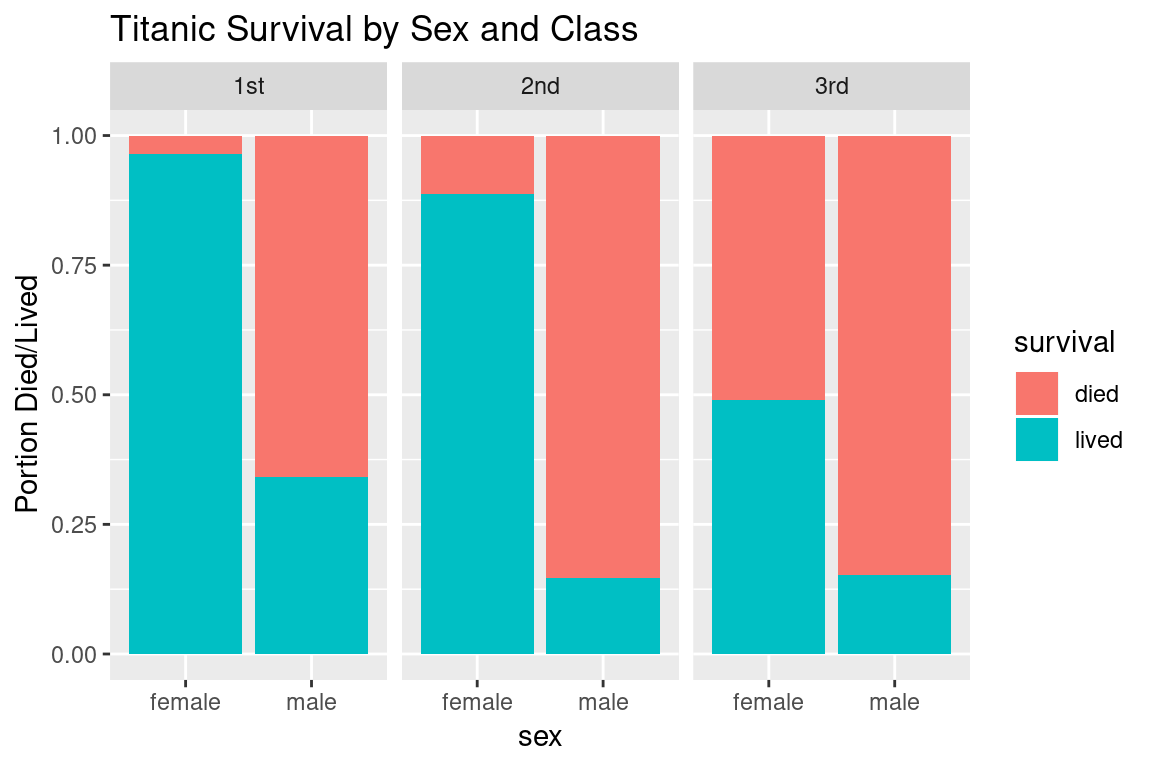 Titanic Survival by Sex and Class
1st 2nd 3rd
1.00
0.75
0.50
0.25
0.00
Portion Died/Lived
female male female male female male
sex
survival
died
lived